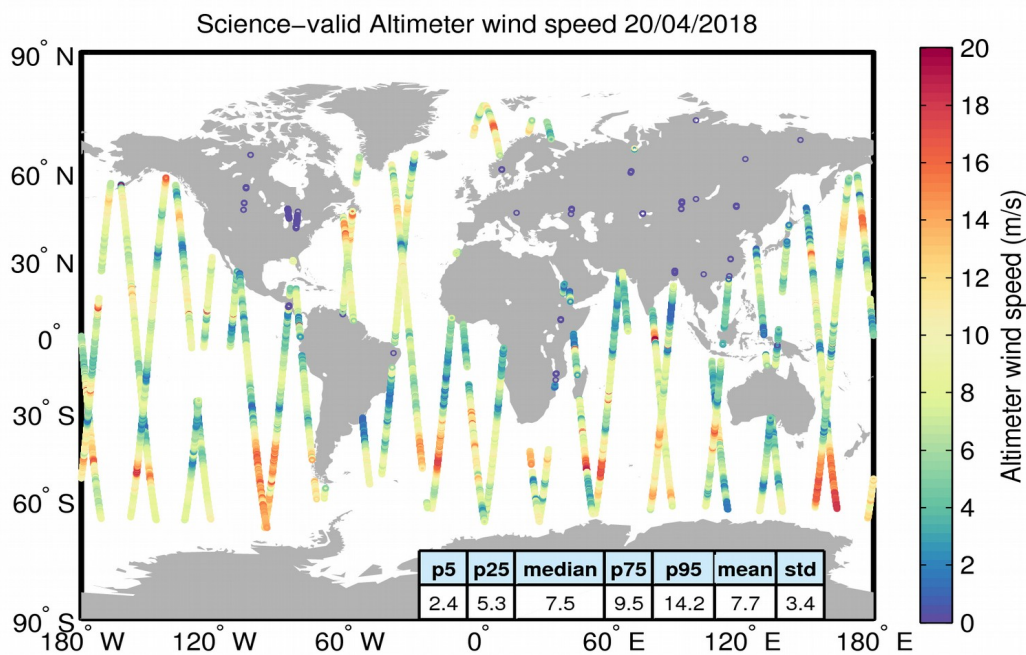 Science−valid Altimeter wind speed 20/04/2018
90° N
60° N
30° N
0°
30° S
60° S
90° S
180° W
120° W
60° W
0°
60° E
120° E
180° E
p5 p25 median p75 p95 mean std
2.4 5.3 7.5 9.5 14.2 7.7 3.4
20
18
16
14
12
10
8
6
4
2
0
Altimeter wind speed (m/s)